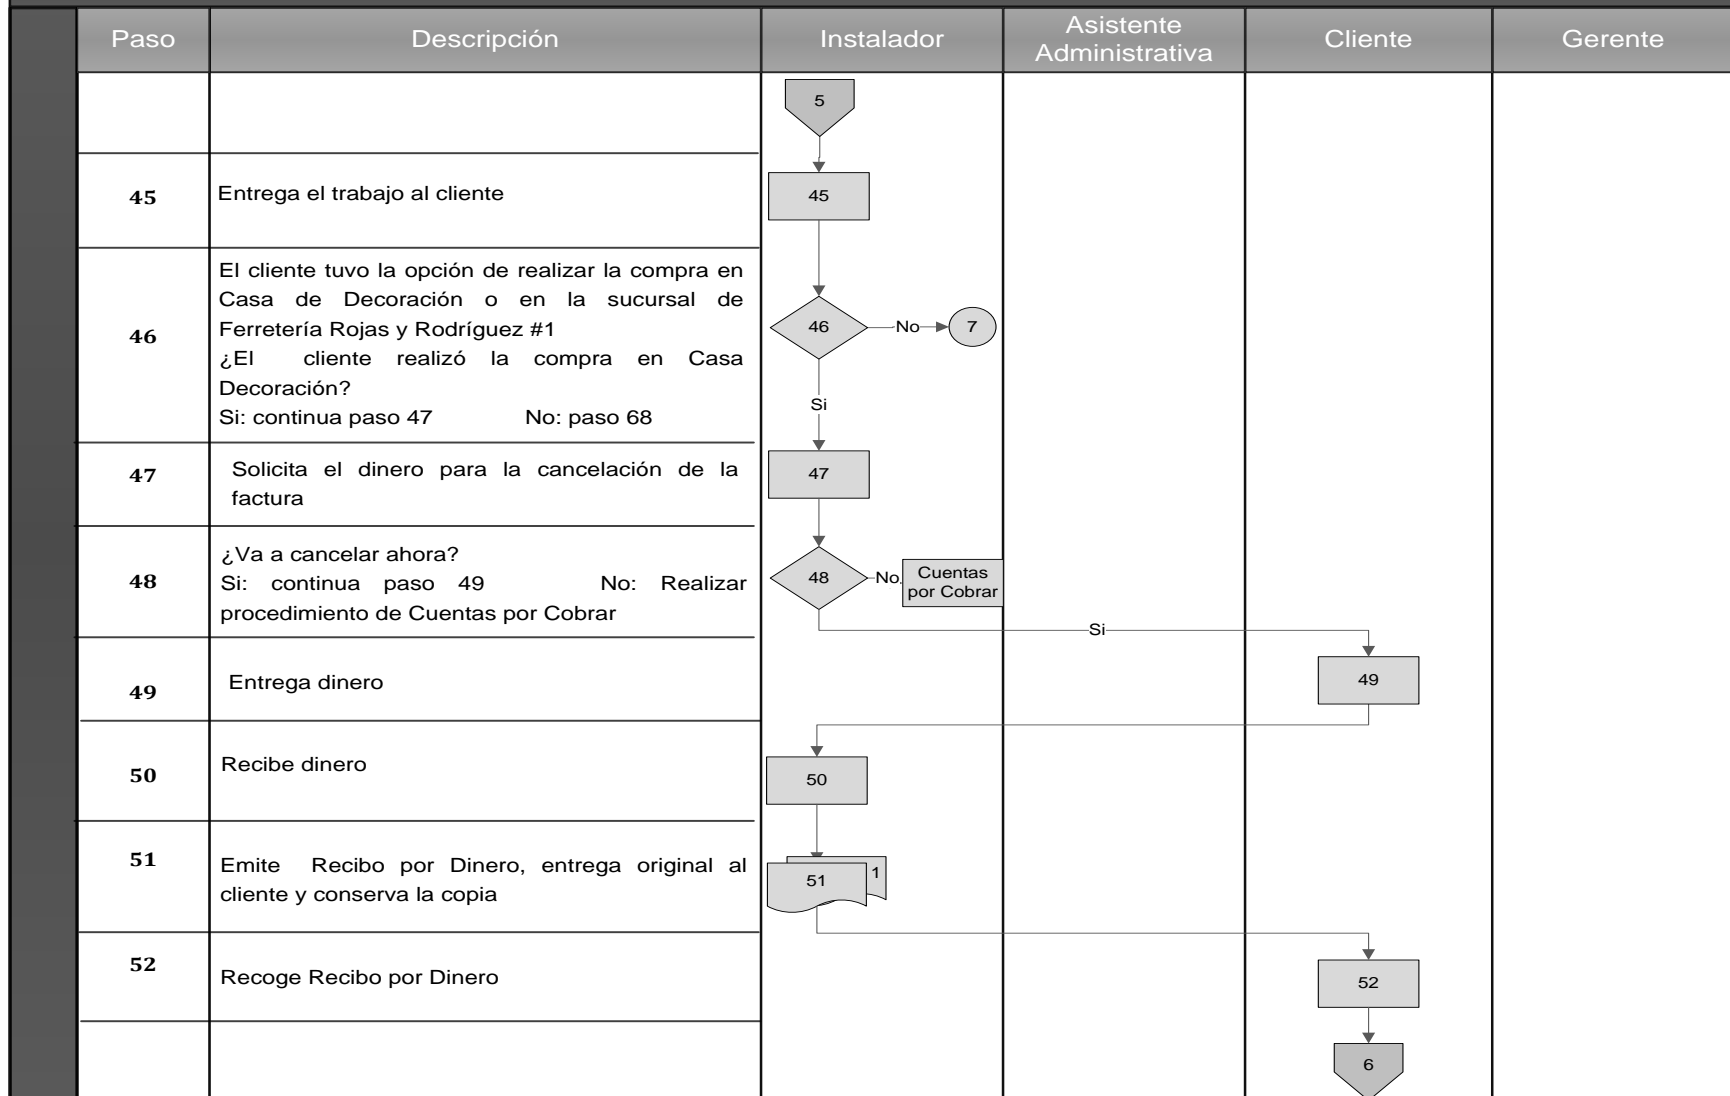 Paso
Descripción
Instalador
Asistente
Administrativa
Cliente
Gerente
5
45
Entrega el trabajo al cliente
45
46
El cliente tuvo la opción de realizar la compra en
Casa de Decoración o en la sucursal de
Ferretería Rojas y Rodríguez #1
¿El cliente realizó la compra en Casa
Decoración?
Si: continua paso 47 No: paso 68
46
No
7
Si
47
Solicita el dinero para la cancelación de la
factura
47
48
¿Va a cancelar ahora?
Si: continua paso 49 No: Realizar
procedimiento de Cuentas por Cobrar
48
No
Cuentas
por Cobrar
Si
49
Entrega dinero
49
50
Recibe dinero
50
51
Emite Recibo por Dinero, entrega original al
cliente y conserva la copia
51
1
52
Recoge Recibo por Dinero
52
6